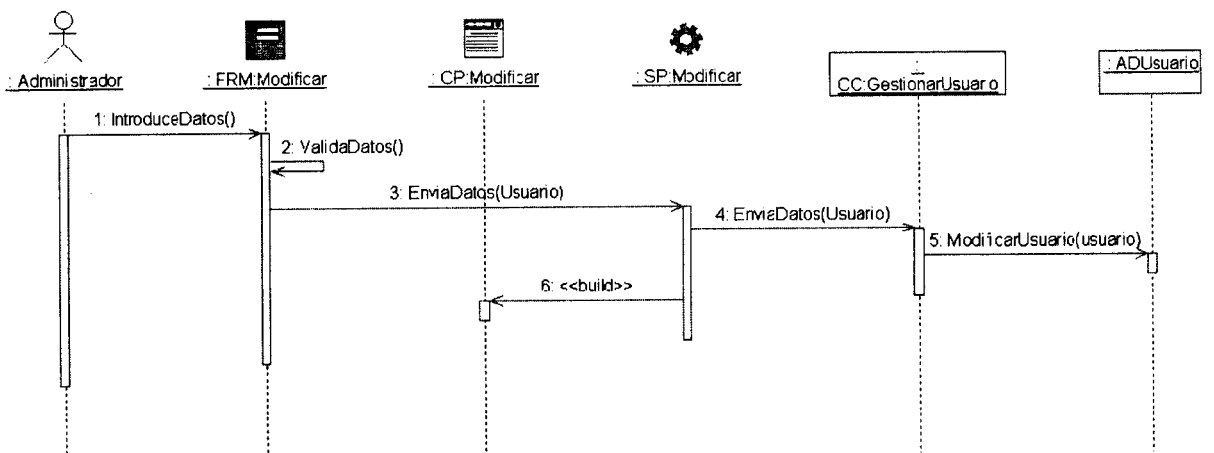 : Administrador
: FRM:Modificar
: CP:Modificar
: SP:Modificar
:
CC:GestionarUsuario
: ADUsuario
1: IntroduceDatos()
2: ValidaDatos()
3: EnviaDatos(Usuario)
4: EnviaDatos(Usuario)
5: ModificarUsuario(usuario)
6: <<build>>